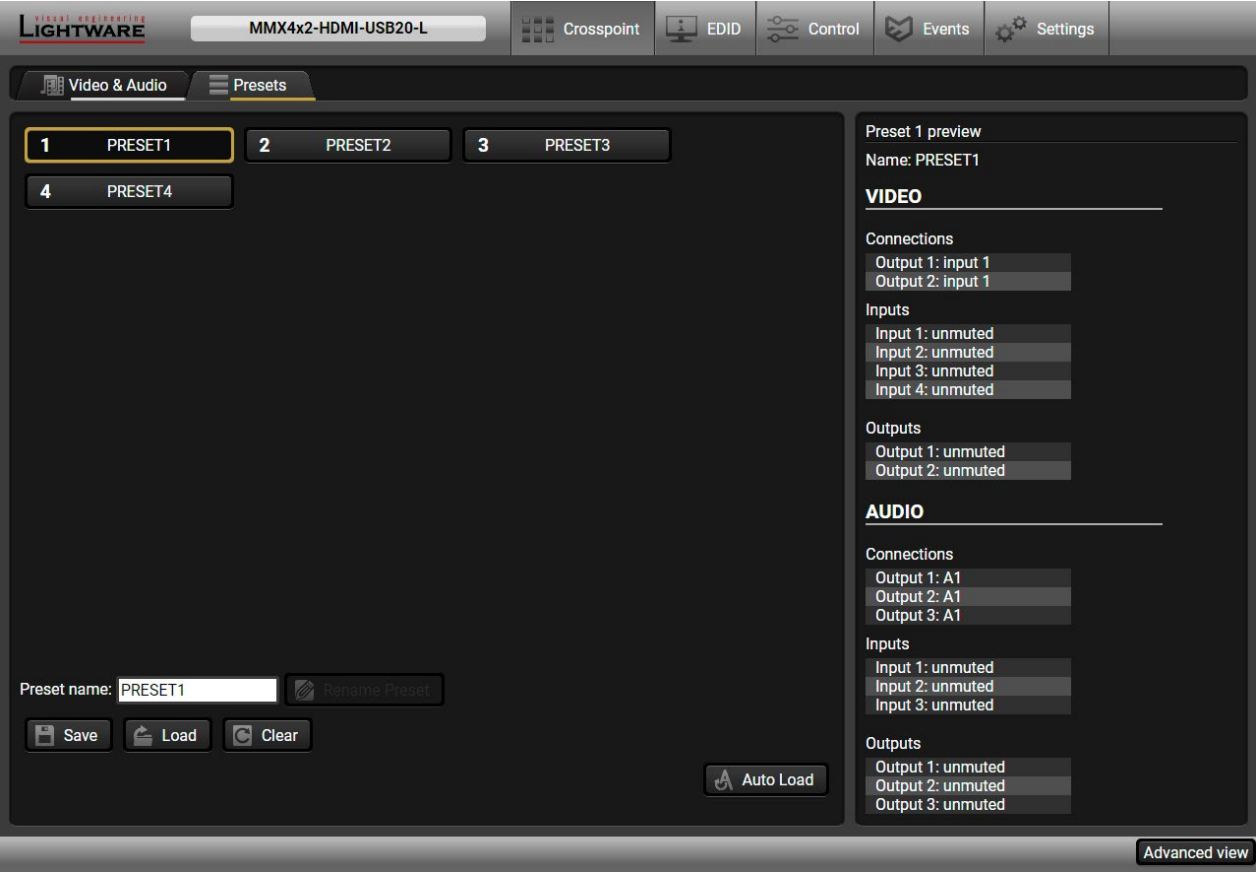 visual engineering
LIGHTWARE
MMX4x2-HDMI-USB20-L
Crosspoint
EDID
Control
Events
Settings
Video & Audio
Presets
1 PRESET1
2 PRESET2
3 PRESET3
4 PRESET4
Preset name: PRESET1
Rename Preset
Save
Load
Clear
Auto Load
Preset 1 preview
Name: PRESET1
VIDEO
Connections
Output 1: input 1
Output 2: input 1
Inputs
Input 1: unmuted
Input 2: unmuted
Input 3: unmuted
Input 4: unmuted
Outputs
Output 1: unmuted
Output 2: unmuted
AUDIO
Connections
Output 1: A1
Output 2: A1
Output 3: A1
Inputs
Input 1: unmuted
Input 2: unmuted
Input 3: unmuted
Outputs
Output 1: unmuted
Output 2: unmuted
Output 3: unmuted
Advanced view